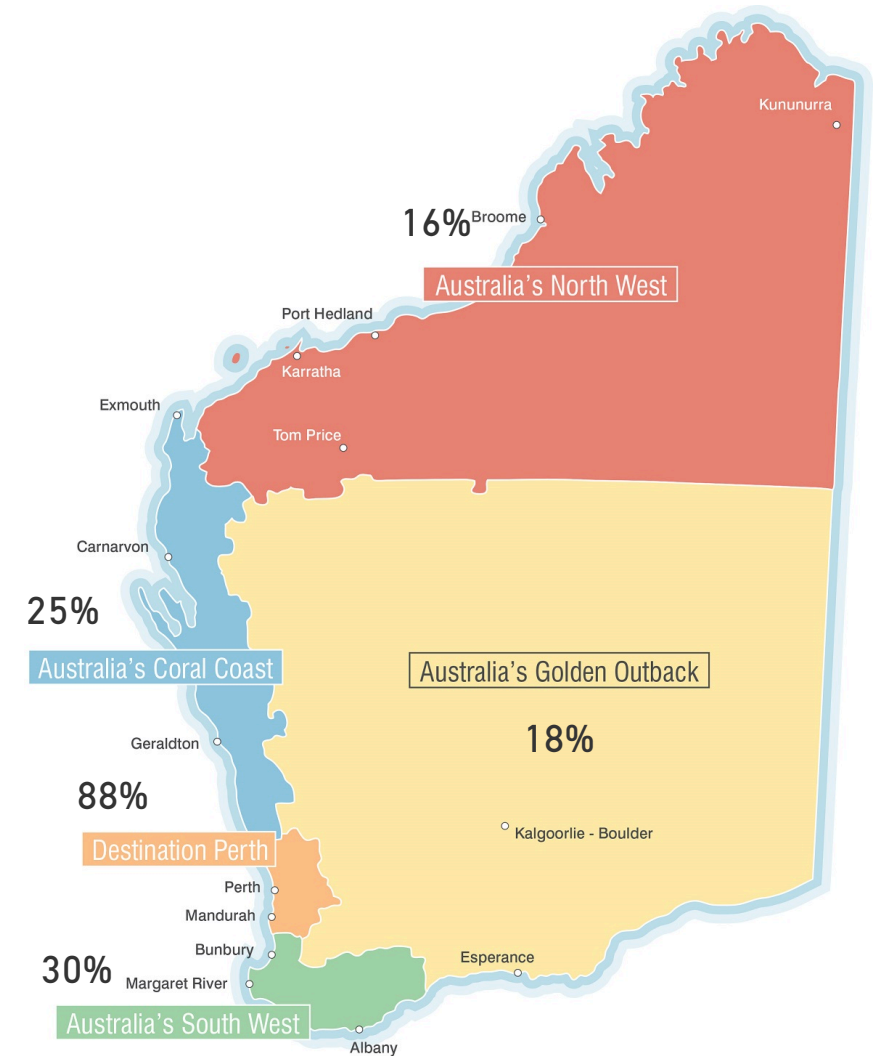 Kununurra
16%
Broome
Australia's North West
Port Hedland
Karratha
Exmouth
Tom Price
Carnarvon
25%
Australia's Coral Coast
Australia's Golden Outback
18%
Geraldton
88%
Kalgoorlie - Boulder
Destination Perth
Perth
Mandurah
Bunbury
Esperance
30%
Margaret River
Australia's South West
Albany